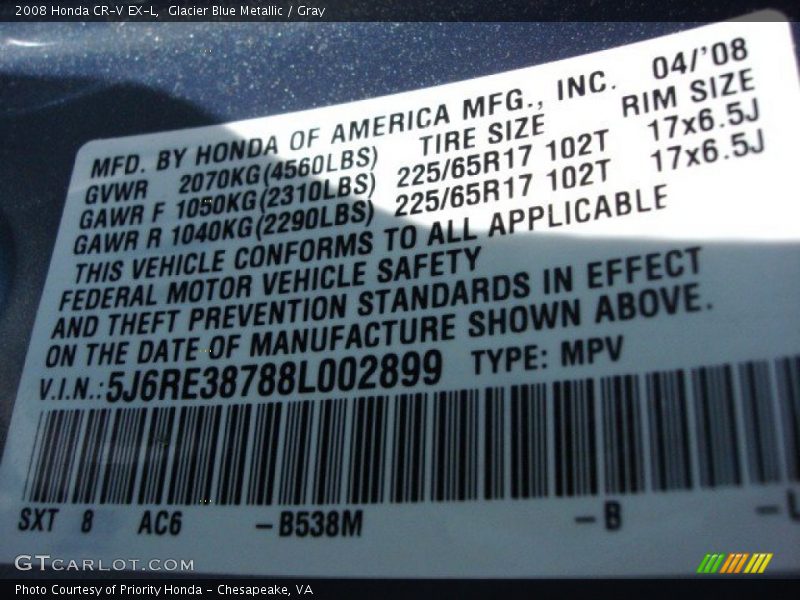 2008 Honda CR-V EX-L, Glacier Blue Metallic / Gray
MFD. BY HONDA OF AMERICA MFG., INC. 04/'08
GVWR 2070KG(4560LBS) TIRE SIZE RIM SIZE
GAWR F 1050KG(2310LBS) 225/65R17 102T 17x6.5J
GAWR R 1040KG(2290LBS) 225/65R17 102T 17x6.5J
THIS VEHICLE CONFORMS TO ALL APPLICABLE
FEDERAL MOTOR VEHICLE SAFETY
AND THEFT PREVENTION STANDARDS IN EFFECT
ON THE DATE OF MANUFACTURE SHOWN ABOVE.
V.I.N.:5J6RE38788L002899 TYPE: MPV
SXT 8 AC6 -B538M -B -L
GTCARLOT.COM
Photo Courtesy of Priority Honda - Chesapeake, VA